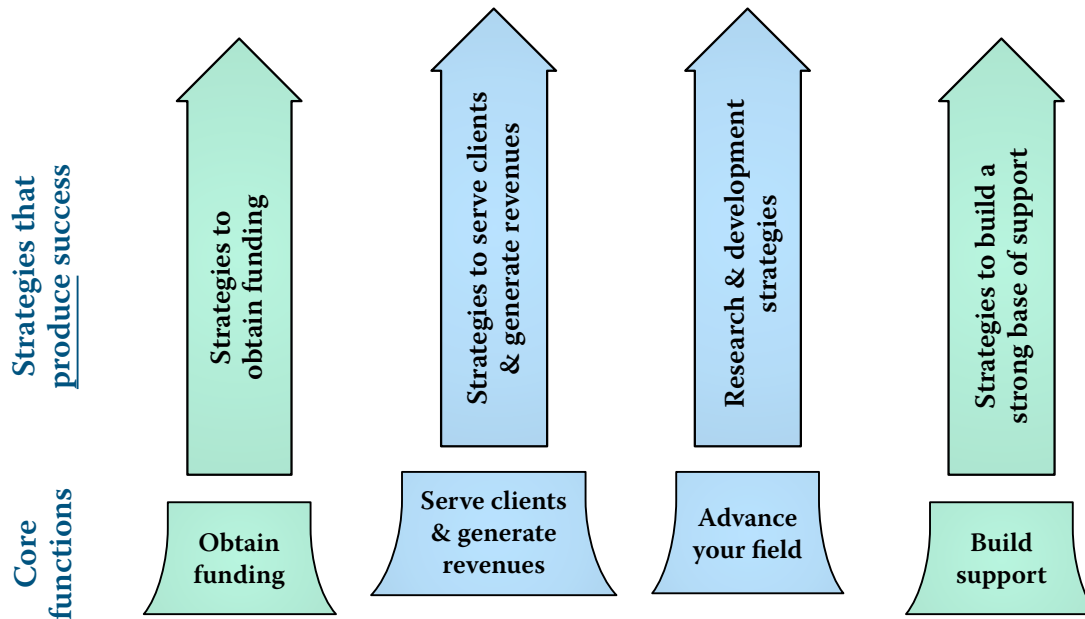 Strategies that
produce success
Strategies to
obtain funding
Strategies to serve clients
& generate revenues
Research & development
strategies
Strategies to build a
strong base of support
Core
functions
Obtain
funding
Serve clients
& generate
revenues
Advance
your field
Build
support